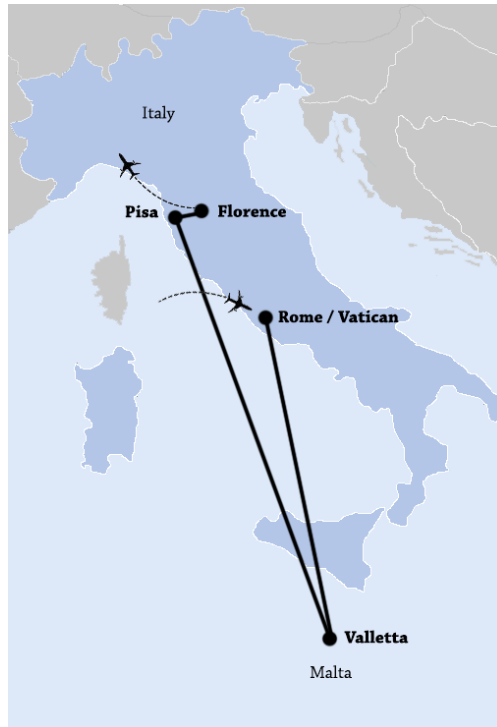 Italy
Pisa
Florence
Rome / Vatican
Valletta
Malta